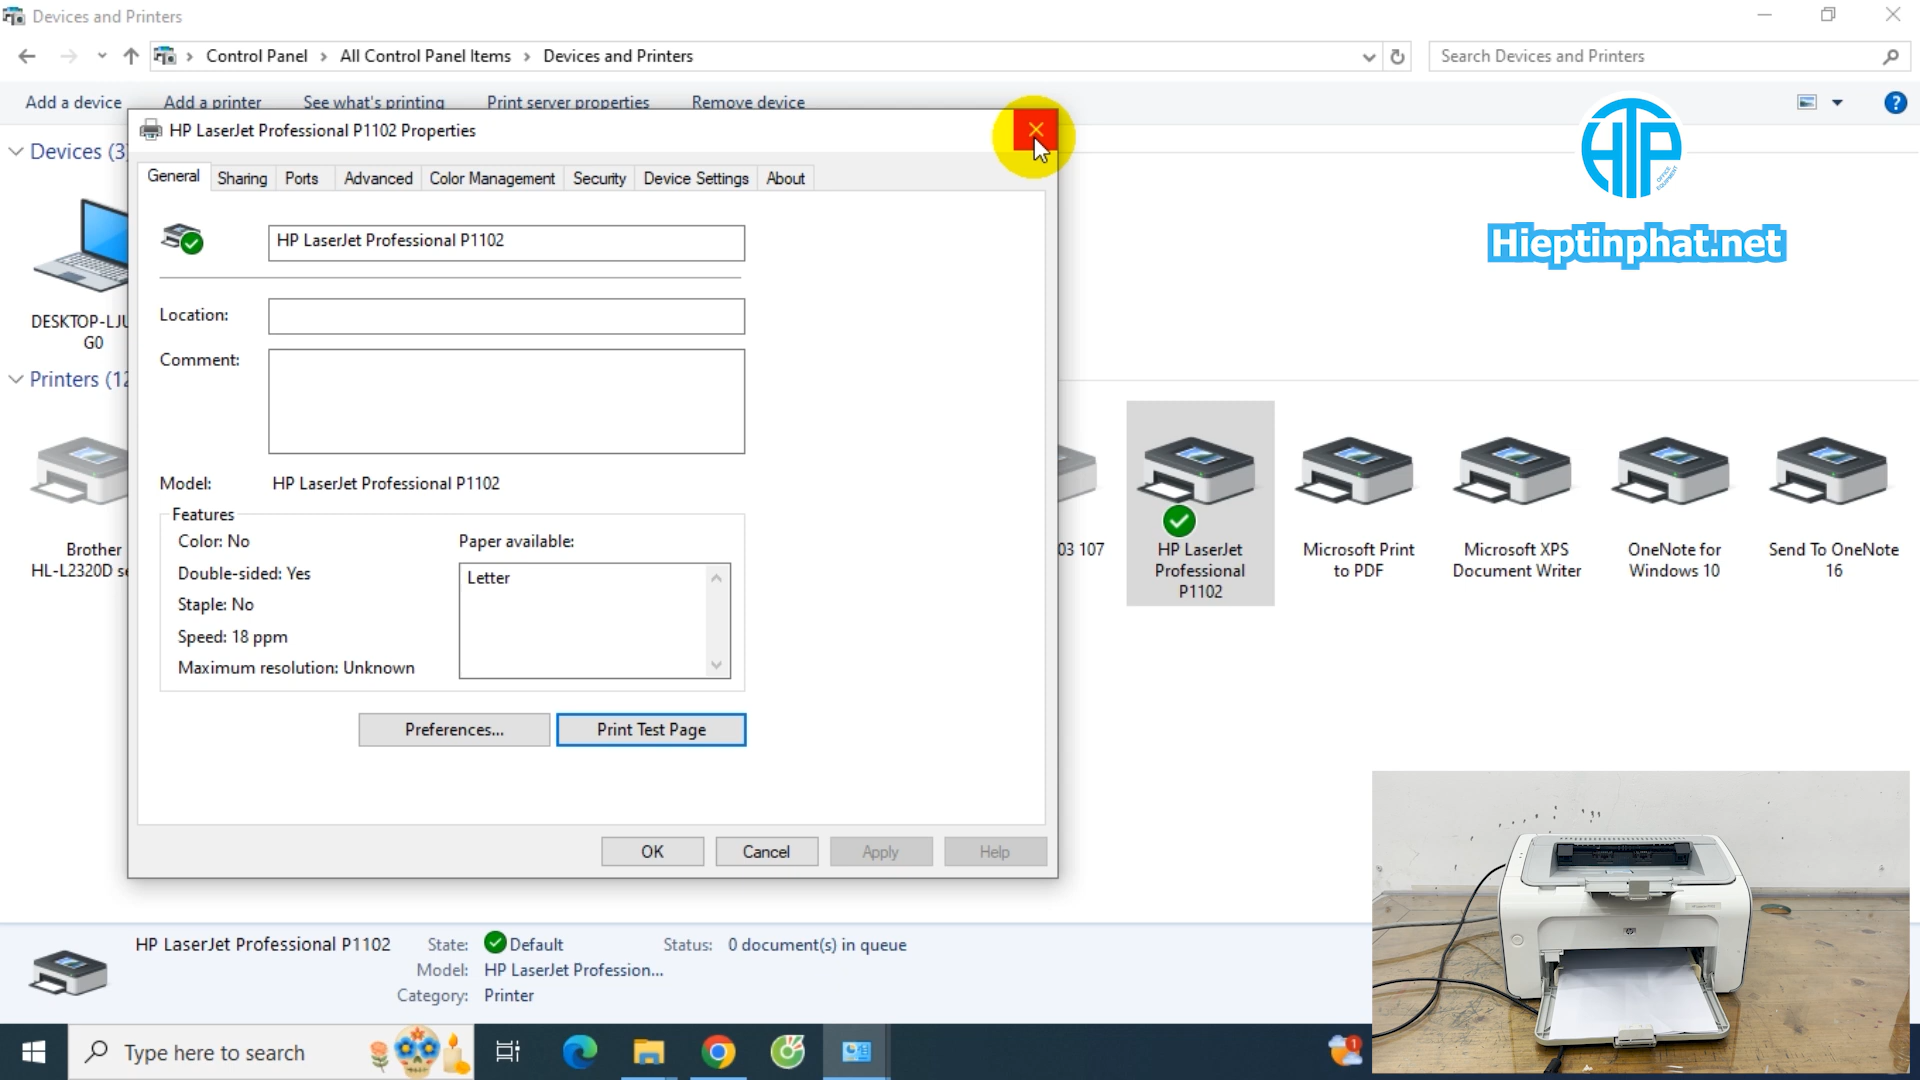 Devices and Printers
Control Panel > All Control Panel Items > Devices and Printers
Search Devices and Printers
Add a device
Add a printer
See what's printing
Print server properties
Remove device
?
HTP
OFFICE EQUIPMENT
Hieptinphat.net
Devices (3
DESKTOP-LJU
G0
Printers (12
Brother
HL-L2320D se
HP LaserJet Professional P1102 Properties
General
Sharing
Ports
Advanced
Color Management
Security
Device Settings
About
HP LaserJet Professional P1102
Location:
Comment:
Model:
HP LaserJet Professional P1102
Features
Color: No
Double-sided: Yes
Staple: No
Speed: 18 ppm
Maximum resolution: Unknown
Paper available:
Letter
Preferences...
Print Test Page
OK
Cancel
Apply
Help
03 107
HP LaserJet
Professional
P1102
Microsoft Print
to PDF
Microsoft XPS
Document Writer
OneNote for
Windows 10
Send To OneNote
16
HP LaserJet Professional P1102
State:
Default
Status:
0 document(s) in queue
Model:
HP LaserJet Profession...
Category:
Printer
Type here to search
1
hp